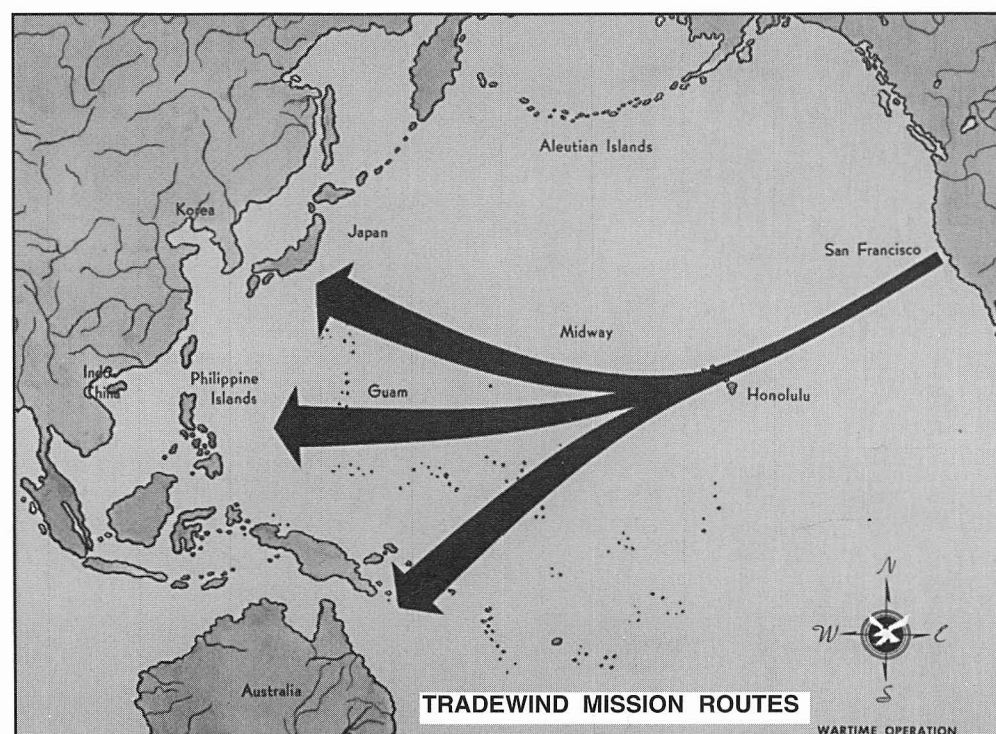 Aleutian Islands
Korea
Japan
San Francisco
Midway
Indo
China
Philippine
Islands
Guam
Honolulu
N
W
E
S
Australia
TRADEWIND MISSION ROUTES
WARTIME OPERATION